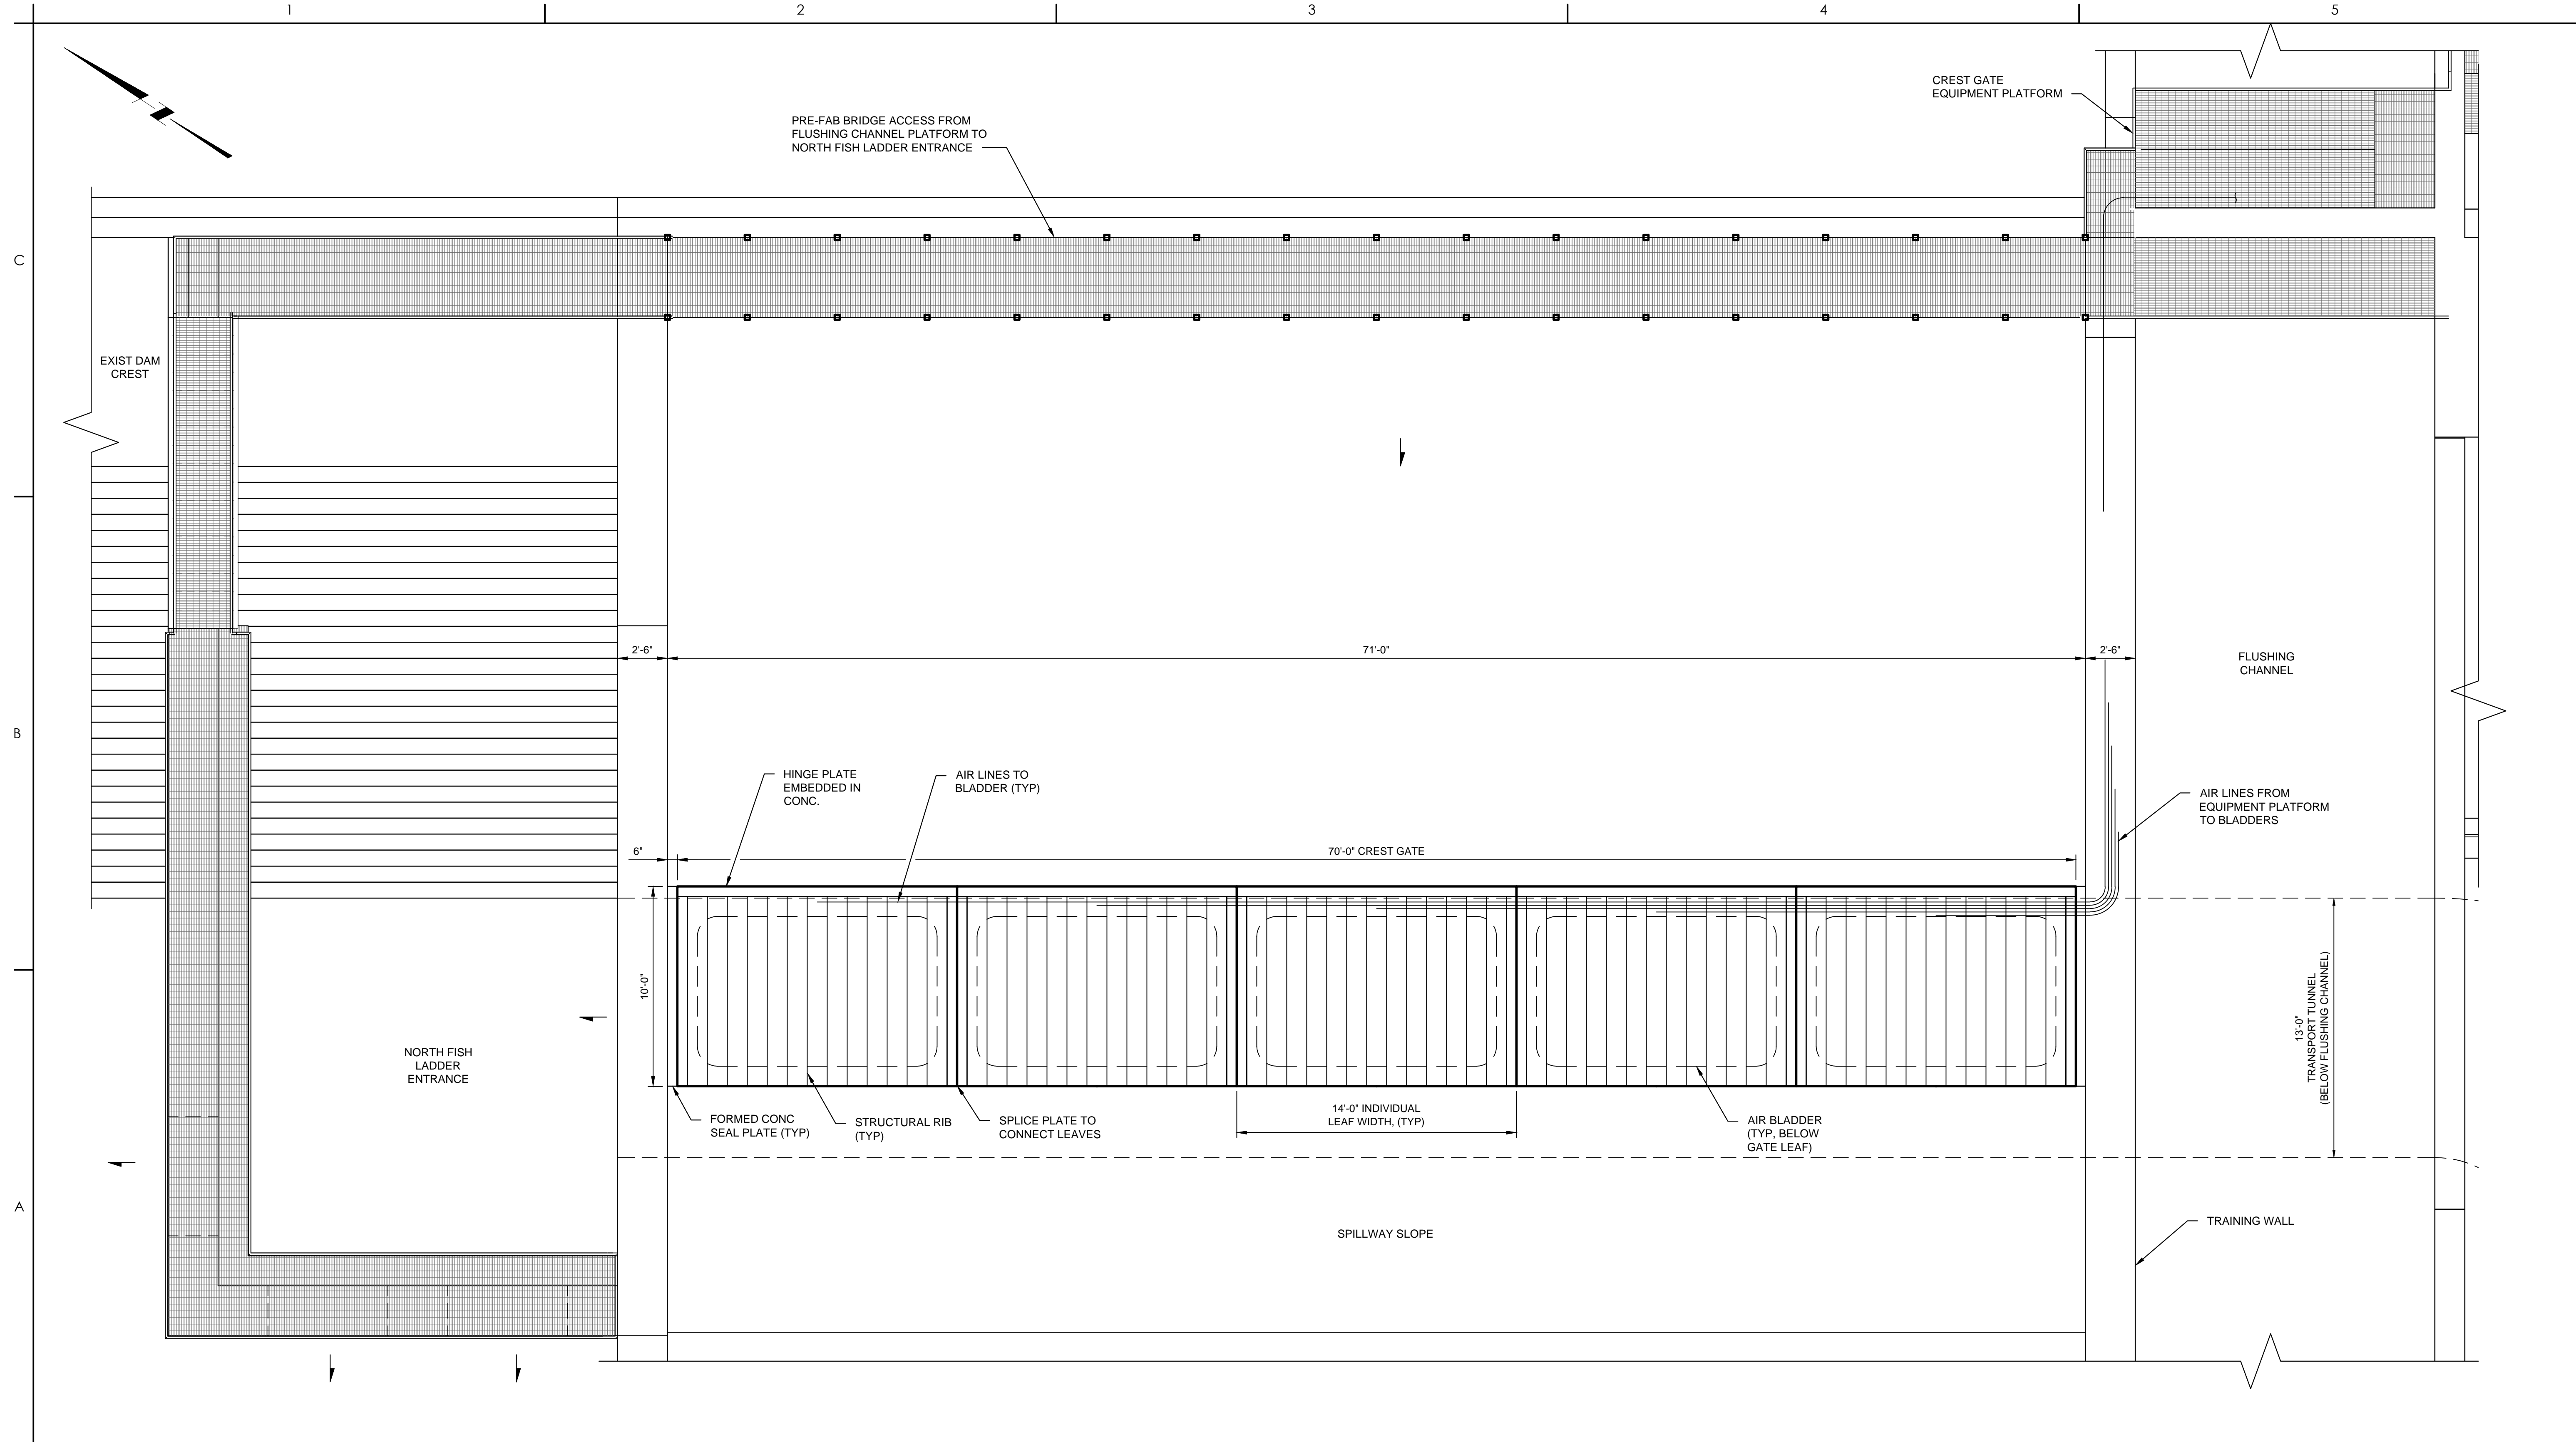 1
2
3
4
5
CREST GATE
EQUIPMENT PLATFORM
PRE-FAB BRIDGE ACCESS FROM
FLUSHING CHANNEL PLATFORM TO
NORTH FISH LADDER ENTRANCE
C
EXIST DAM
CREST
2'-6"
71'-0"
2'-6"
FLUSHING
CHANNEL
B
HINGE PLATE
EMBEDDED IN
CONC.
AIR LINES TO
BLADDER (TYP)
AIR LINES FROM
EQUIPMENT PLATFORM
TO BLADDERS
6"
70'-0" CREST GATE
10'-0"
13'-0"
TRANSPORT TUNNEL
(BELOW FLUSHING CHANNEL)
NORTH FISH
LADDER
ENTRANCE
FORMED CONC
SEAL PLATE (TYP)
STRUCTURAL RIB
(TYP)
SPLICE PLATE TO
CONNECT LEAVES
14'-0" INDIVIDUAL
LEAF WIDTH, (TYP)
AIR BLADDER
(TYP, BELOW
GATE LEAF)
A
SPILLWAY SLOPE
TRAINING WALL